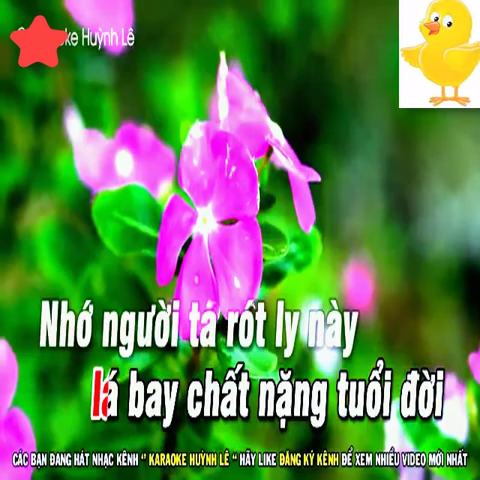 ke Huỳnh Lê
Nhớ người ta rót ly này
lá bay chất nặng tuổi đời
CÁC BẠN ĐANG HÁT NHẠC KÊNH " KARAOKE HUỲNH LÊ " HÃY LIKE ĐĂNG KÝ KÊNH ĐỂ XEM NHIỀU VIDEO MỚI NHẤT